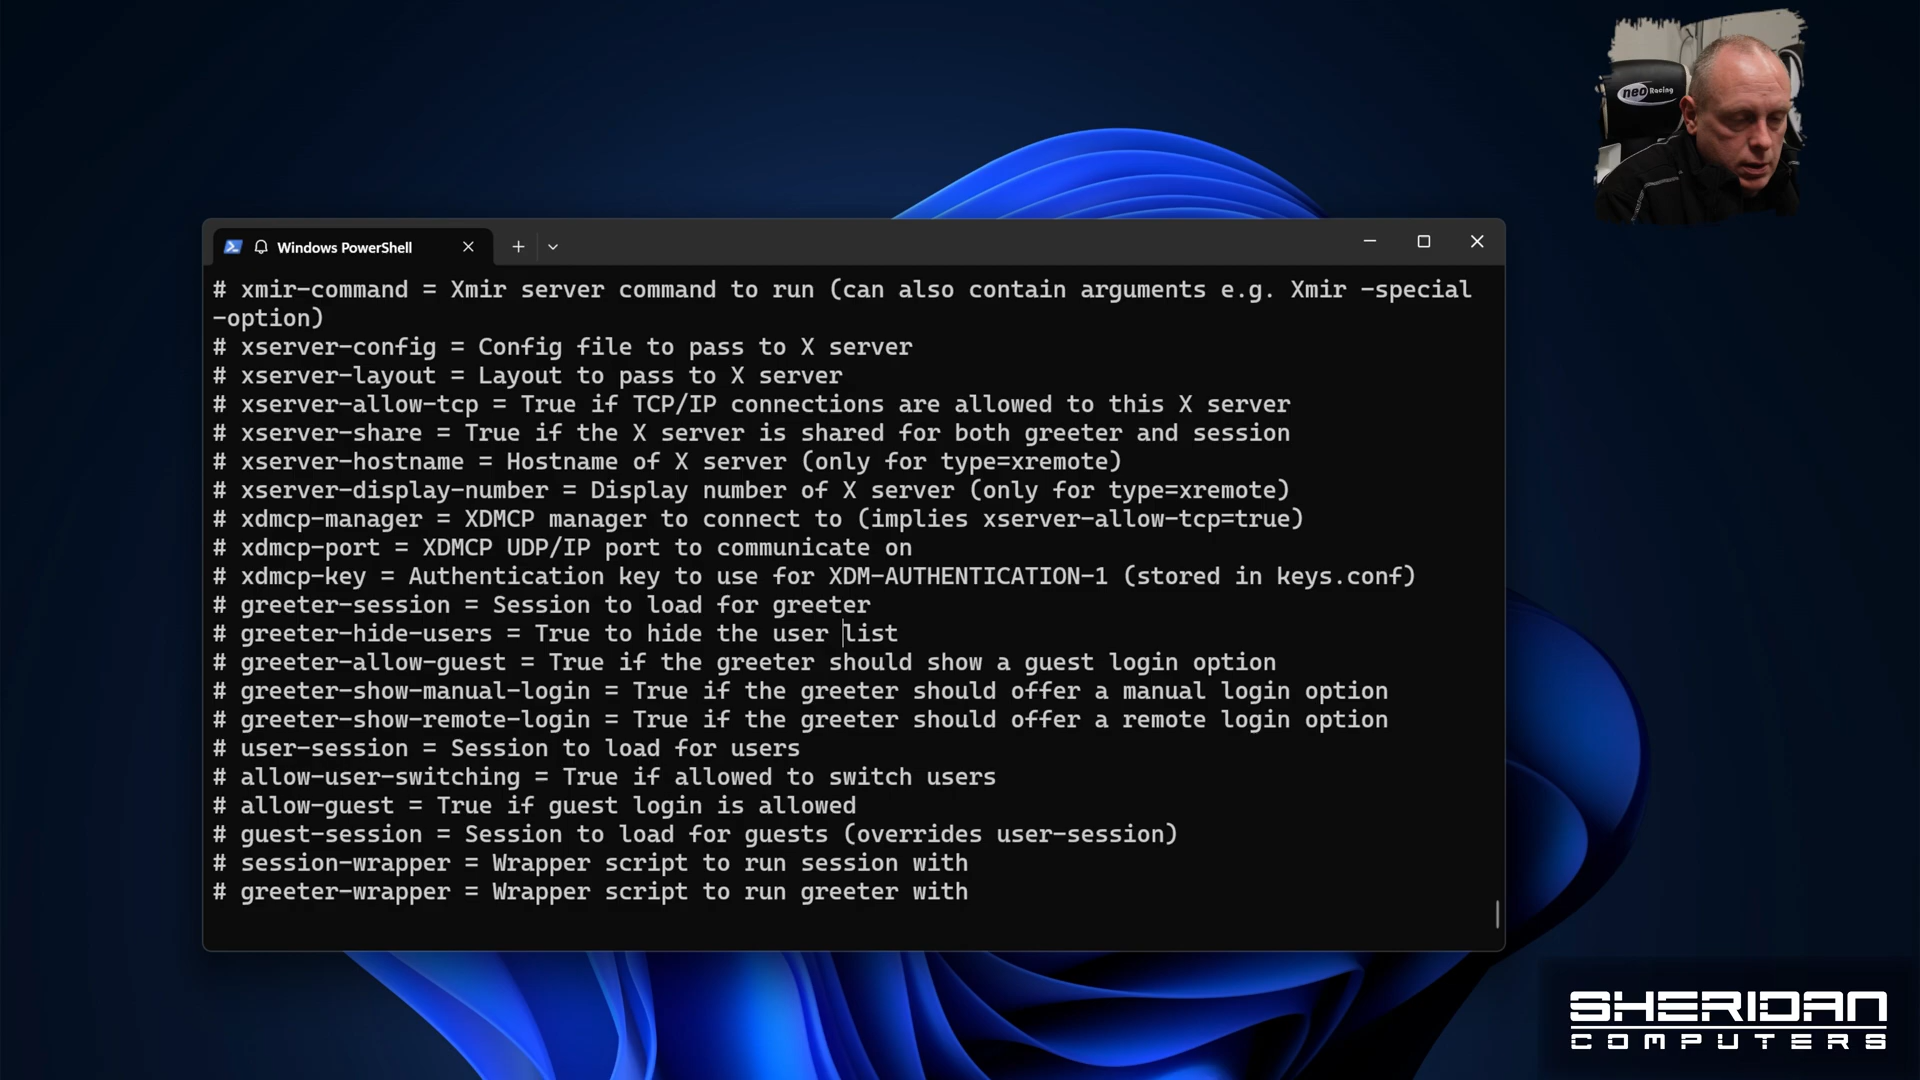 neo Racing
Windows PowerShell
# xmir-command = Xmir server command to run (can also contain arguments e.g. Xmir -special
-option)
# xserver-config = Config file to pass to X server
# xserver-layout = Layout to pass to X server
# xserver-allow-tcp = True if TCP/IP connections are allowed to this X server
# xserver-share = True if the X server is shared for both greeter and session
# xserver-hostname = Hostname of X server (only for type=xremote)
# xserver-display-number = Display number of X server (only for type=xremote)
# xdmcp-manager = XDMCP manager to connect to (implies xserver-allow-tcp=true)
# xdmcp-port = XDMCP UDP/IP port to communicate on
# xdmcp-key = Authentication key to use for XDM-AUTHENTICATION-1 (stored in keys.conf)
# greeter-session = Session to load for greeter
# greeter-hide-users = True to hide the user list
# greeter-allow-guest = True if the greeter should show a guest login option
# greeter-show-manual-login = True if the greeter should offer a manual login option
# greeter-show-remote-login = True if the greeter should offer a remote login option
# user-session = Session to load for users
# allow-user-switching = True if allowed to switch users
# allow-guest = True if guest login is allowed
# guest-session = Session to load for guests (overrides user-session)
# session-wrapper = Wrapper script to run session with
# greeter-wrapper = Wrapper script to run greeter with
SHERIDAN
COMPUTERS